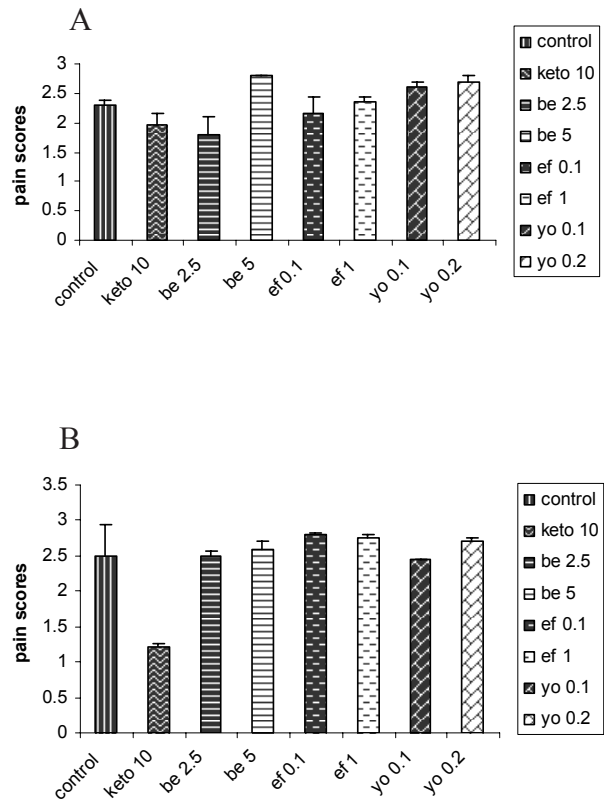 A
3
2.5
2
1.5
1
0.5
0
pain scores
control
keto 10
be 2.5
be 5
ef 0.1
ef 1
yo 0.1
yo 0.2
control
keto 10
be 2.5
be 5
ef 0.1
ef 1
yo 0.1
yo 0.2
B
3.5
3
2.5
2
1.5
1
0.5
0
pain scores
control
keto 10
be 2.5
be 5
ef 0.1
ef 1
yo 0.1
yo 0.2
control
keto 10
be 2.5
be 5
ef 0.1
ef 1
yo 0.1
yo 0.2